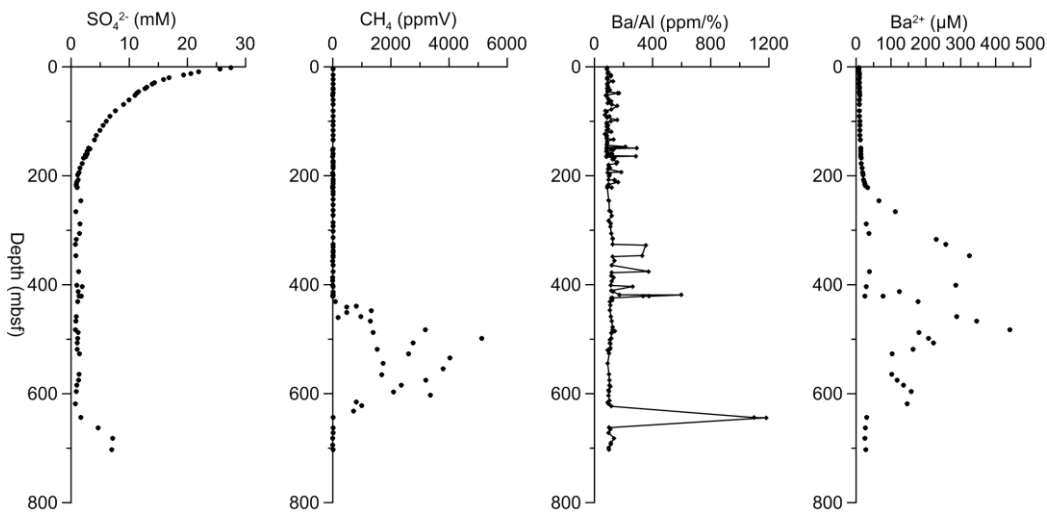 SO₄²⁻ (mM) CH₄ (ppmV) Ba/Al (ppm/%) Ba²⁺ (µM)
0 10 20 30 0 2000 4000 6000 0 400 800 1200 0 100 200 300 400 500
0 0 0 0
200 200 200 200
Depth (mbsf)
400 400 400 400
600 600 600 600
800 800 800 800